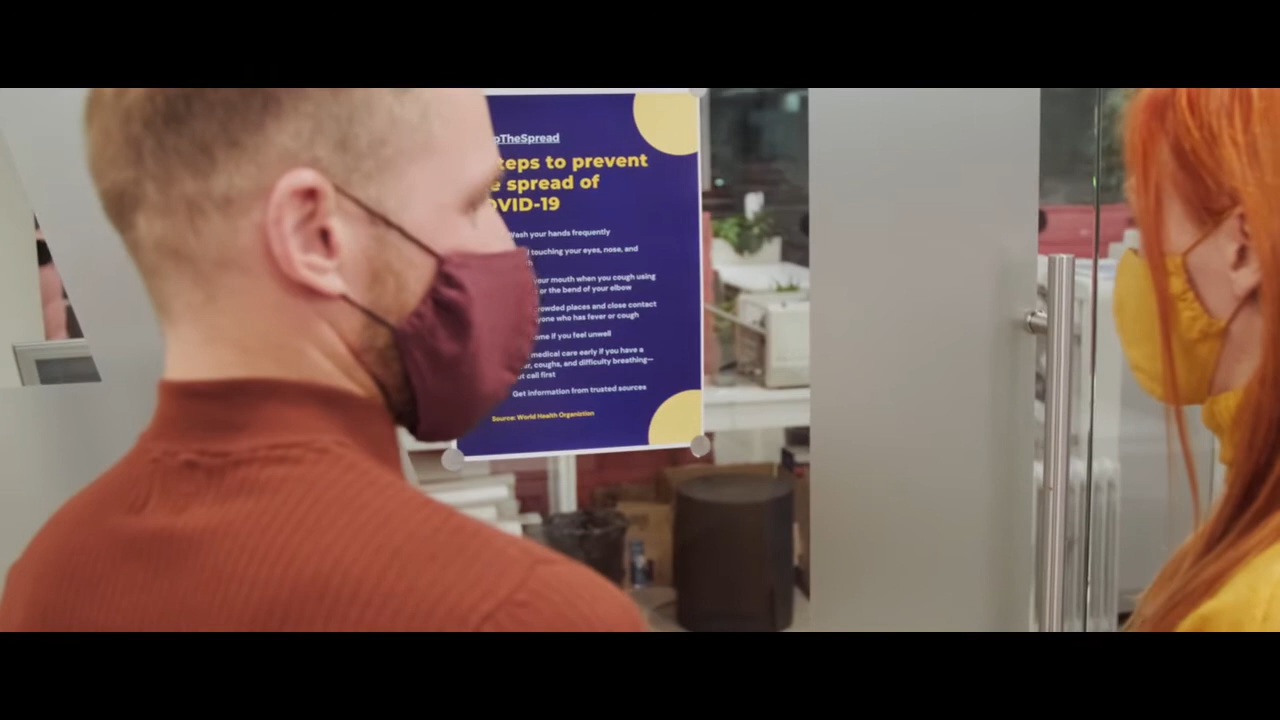 oTheSpread
teps to prevent
e spread of
OVID-19
Wash your hands frequently
touching your eyes, nose, and
your mouth when you cough using
or the bend of your elbow
rowded places and close contact
yone who has fever or cough
ome if you feel unwell
medical care early if you have a
coughs, and difficulty breathing—
ut call first
Get information from trusted sources
Source: World Health Organiztion